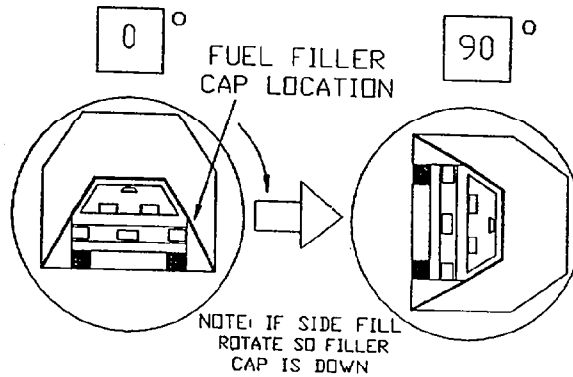 0°
FUEL FILLER
CAP LOCATION
90°
NOTE: IF SIDE FILL
ROTATE SO FILLER
CAP IS DOWN